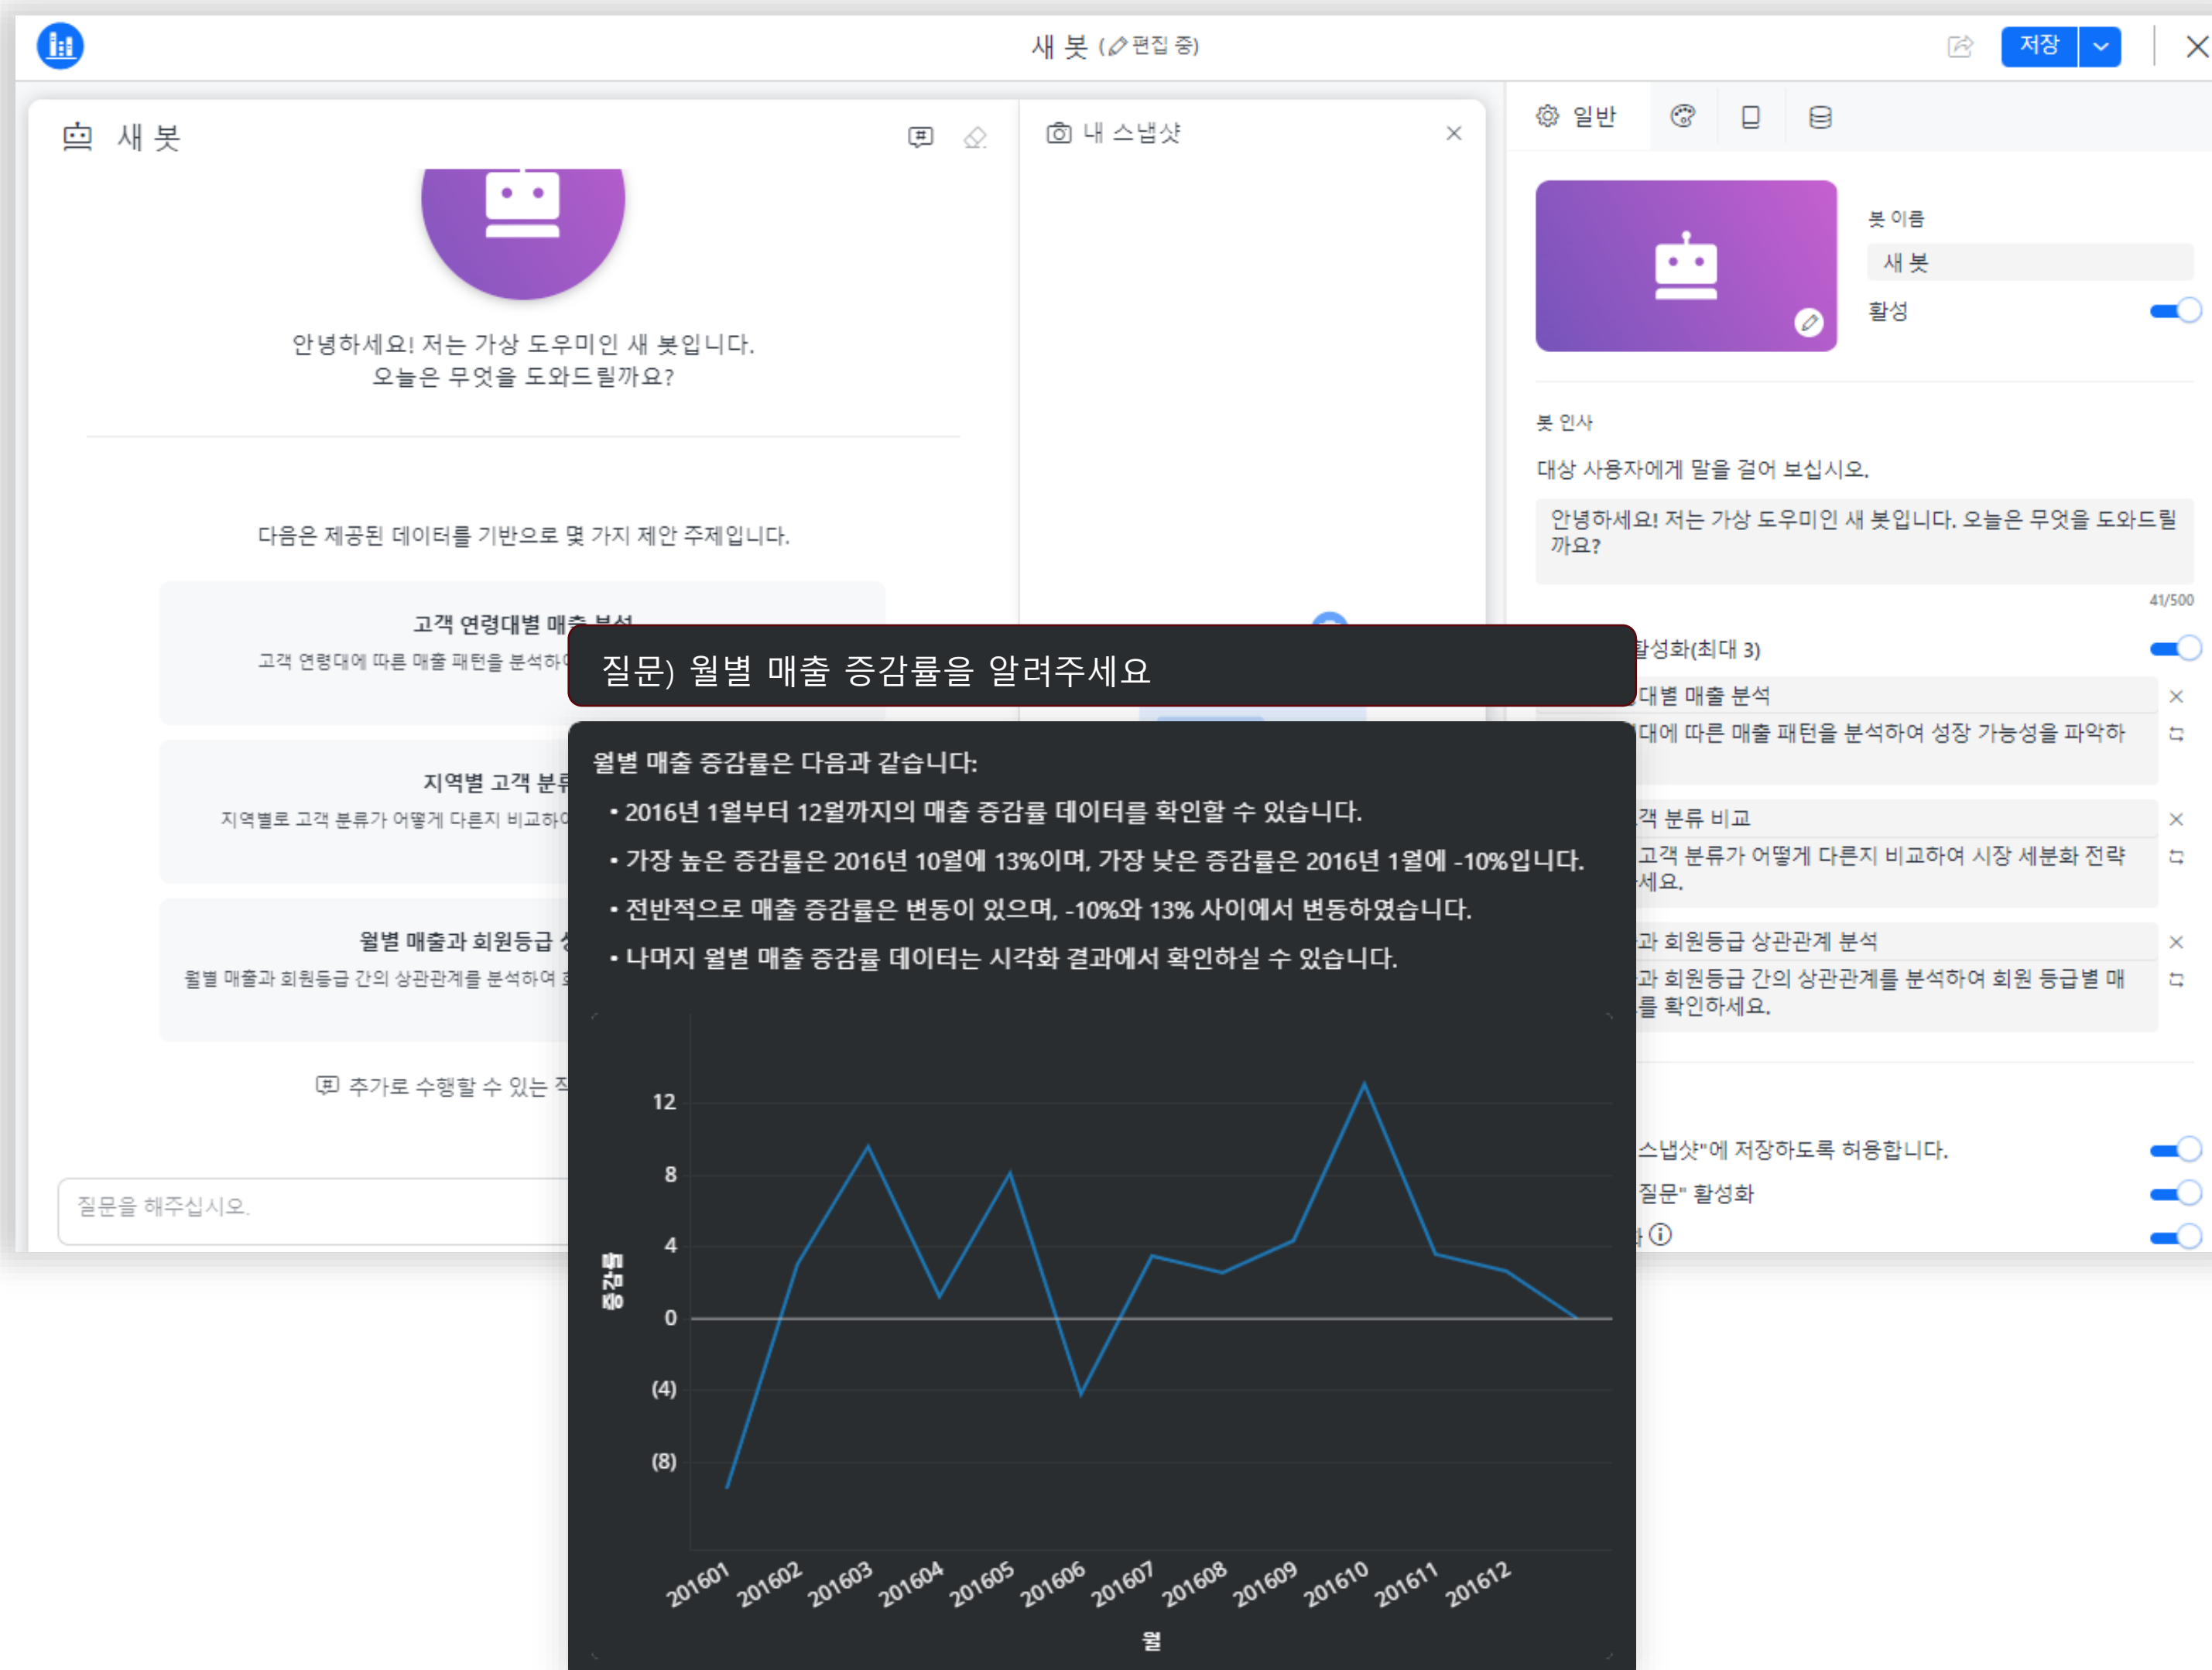 새 봇 (편집 중)
저장
새 봇
안녕하세요! 저는 가상 도우미인 새 봇입니다.
오늘은 무엇을 도와드릴까요?
다음은 제공된 데이터를 기반으로 몇 가지 제안 주제입니다.
고객 연령대별
고객 연령대에 따른 매출 패턴을
지역별 고객
지역별로 고객 분류가 어떻게 다른지
월별 매출과 회원등급
월별 매출과 회원등급 간의 상관관계를 분석하여
추가로 수행할 수 있는
질문을 해주십시오.
내 스냅샷
일반
봇 이름
새 봇
활성
봇 인사
대상 사용자에게 말을 걸어 보십시오.
안녕하세요! 저는 가상 도우미인 새 봇입니다. 오늘은 무엇을 도와드릴
까요?
41/500
활성화(최대 3)
대별 매출 분석
대에 따른 매출 패턴을 분석하여 성장 가능성을 파악하
객 분류 비교
고객 분류가 어떻게 다른지 비교하여 시장 세분화 전략
세요.
과 회원등급 상관관계 분석
과 회원등급 간의 상관관계를 분석하여 회원 등급별 매
를 확인하세요.
스냅샷"에 저장하도록 허용합니다.
질문" 활성화
질문) 월별 매출 증감률을 알려주세요
월별 매출 증감률은 다음과 같습니다:
• 2016년 1월부터 12월까지의 매출 증감률 데이터를 확인할 수 있습니다.
• 가장 높은 증감률은 2016년 10월에 13%이며, 가장 낮은 증감률은 2016년 1월에 -10%입니다.
• 전반적으로 매출 증감률은 변동이 있으며, -10%와 13% 사이에서 변동하였습니다.
• 나머지 월별 매출 증감률 데이터는 시각화 결과에서 확인하실 수 있습니다.
증감률
12
8
4
0
(4)
(8)
201601 201602 201603 201604 201605 201606 201607 201608 201609 201610 201611 201612
월